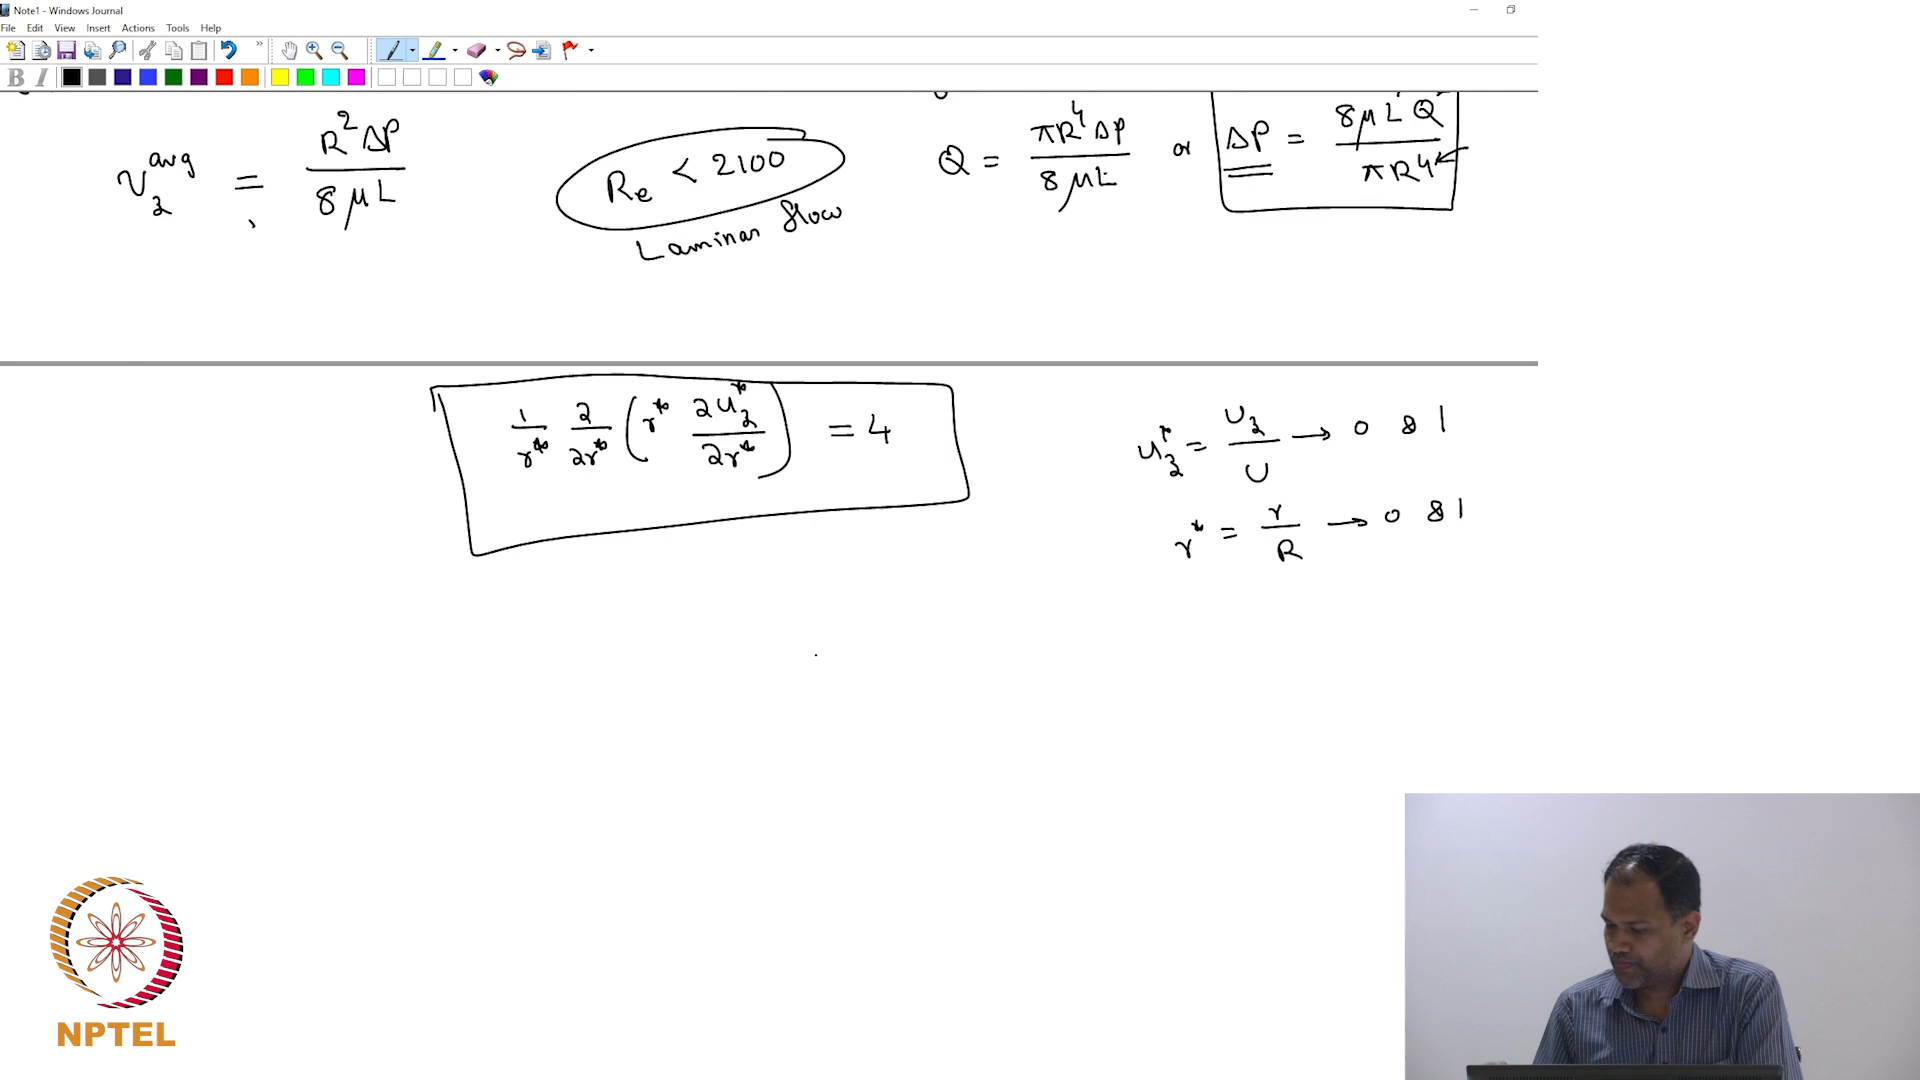 Note1 - Windows Journal
File Edit View Insert Actions Tools Help
B I
v_z^avg = R²ΔP / 8μL
Re < 2100
Laminar flow
Q = πR⁴ΔP / 8μL or ΔP = 8μLQ / πR⁴
1/r* ∂/∂r* (r* ∂u_z*/∂r*) = 4
u_z* = u_z / U → 0 & 1
r* = r / R → 0 & 1
NPTEL